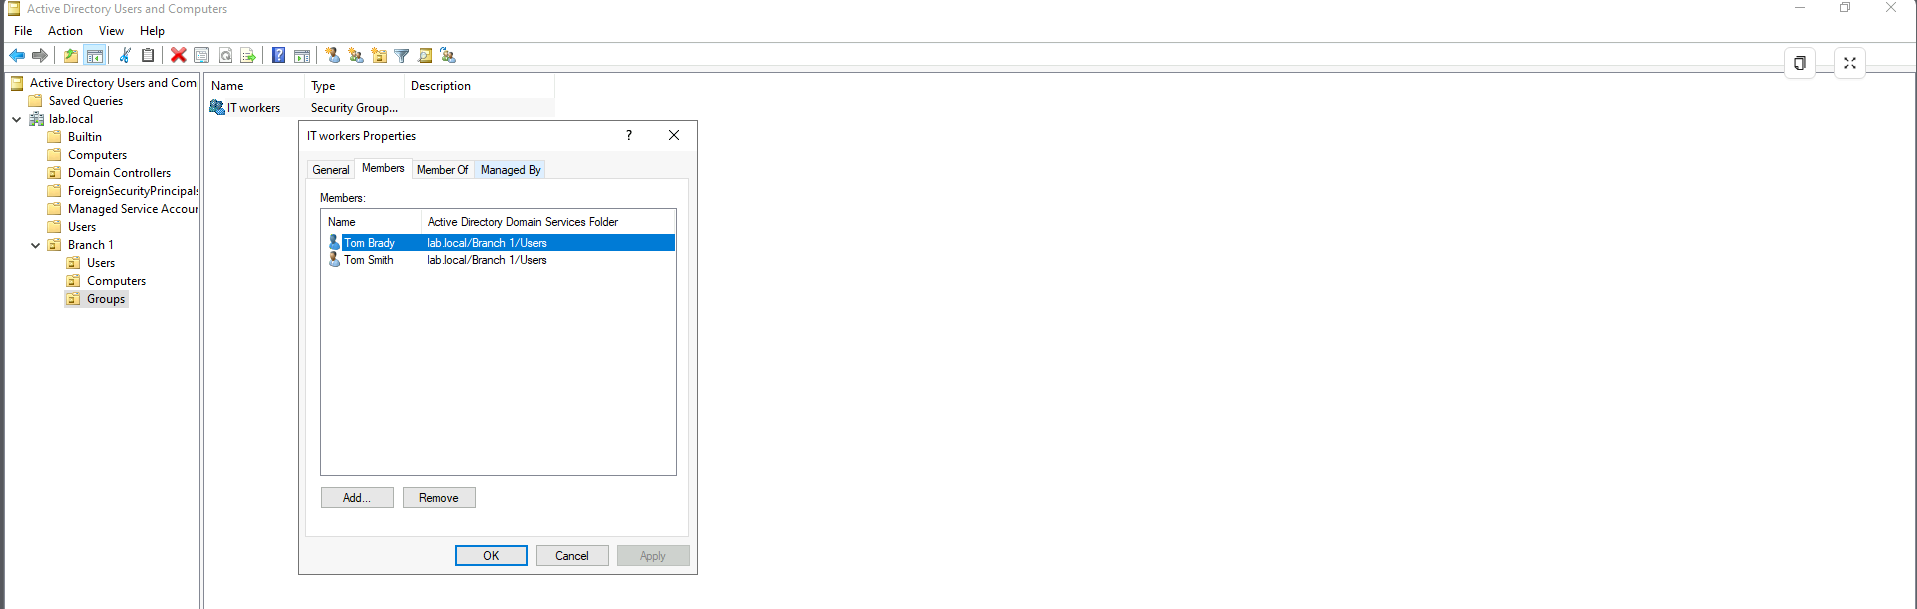 Active Directory Users and Computers
File Action View Help
Active Directory Users and Com
Saved Queries
lab.local
Builtin
Computers
Domain Controllers
ForeignSecurityPrincipals
Managed Service Accour
Users
Branch 1
Users
Computers
Groups
Name Type Description
IT workers Security Group...
IT workers Properties ?
General Members Member Of Managed By
Members:
Name Active Directory Domain Services Folder
Tom Brady lab.local/Branch 1/Users
Tom Smith lab.local/Branch 1/Users
Add... Remove
OK Cancel Apply